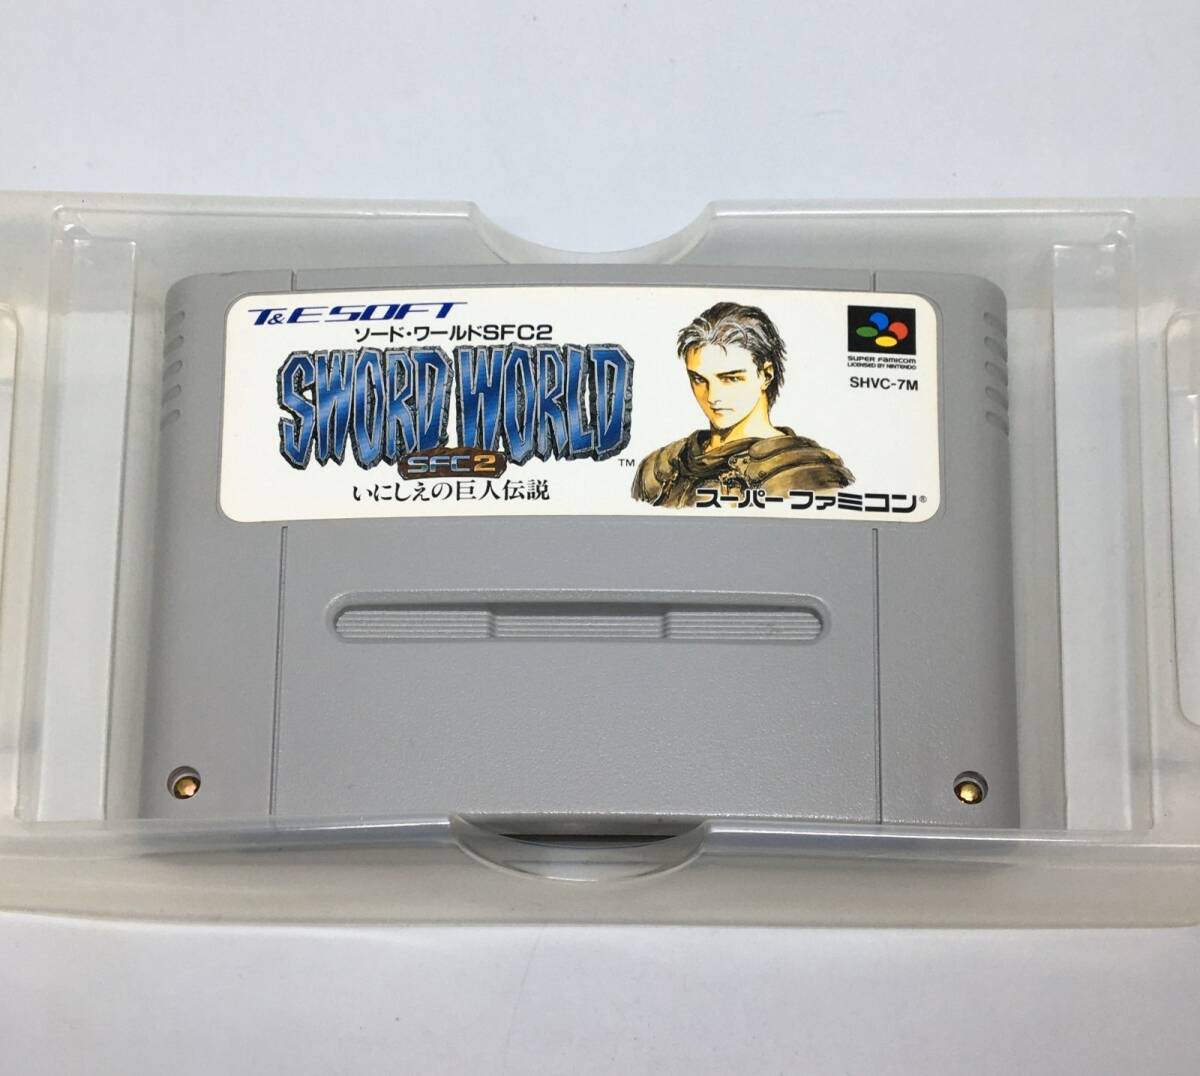 T&E SOFT
ソード・ワールドSFC2
SWORD WORLD
SFC2
TM
いにしえの巨人伝説
SUPER FAMICOM
LICENSED BY NINTENDO
SHVC-7M
スーパーファミコン®